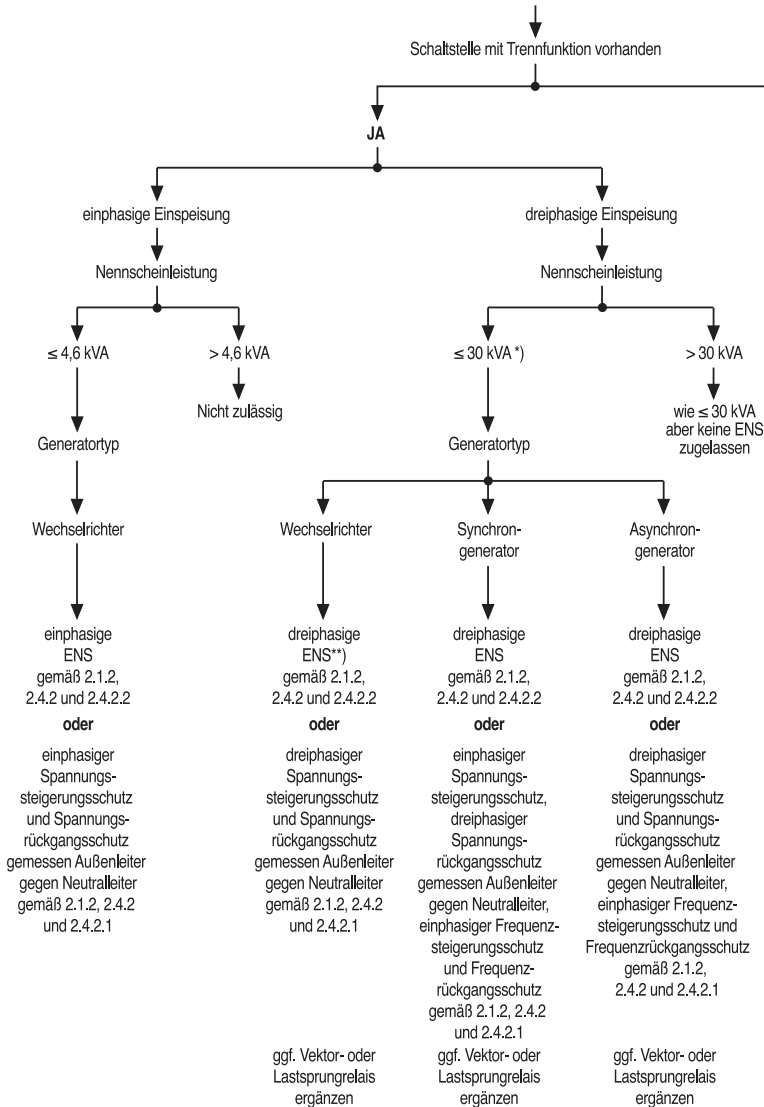 Schaltstelle mit Trennfunktion vorhanden
JA
einphasige Einspeisung
dreiphasige Einspeisung
Nennscheinleistung
Nennscheinleistung
≤ 4,6 kVA
> 4,6 kVA
≤ 30 kVA *)
> 30 kVA
Nicht zulässig
wie ≤ 30 kVA
aber keine ENS
zugelassen
Generatortyp
Generatortyp
Wechselrichter
Wechselrichter
Synchron-
generator
Asynchron-
generator
einphasige
ENS
gemäß 2.1.2,
2.4.2 und 2.4.2.2
oder
einphasiger
Spannungs-
steigerungsschutz
und Spannungs-
rückgangsschutz
gemessen Außenleiter
gegen Neutralleiter
gemäß 2.1.2, 2.4.2
und 2.4.2.1
dreiphasige
ENS**)
gemäß 2.1.2,
2.4.2 und 2.4.2.2
oder
dreiphasiger
Spannungs-
steigerungsschutz
und Spannungs-
rückgangsschutz
gemessen Außenleiter
gegen Neutralleiter
gemäß 2.1.2, 2.4.2
und 2.4.2.1
ggf. Vektor- oder
Lastsprungrelais
ergänzen
dreiphasige
ENS
gemäß 2.1.2,
2.4.2 und 2.4.2.2
oder
einphasiger
Spannungs-
steigerungsschutz,
dreiphasiger
Spannungs-
rückgangsschutz
gemessen Außenleiter
gegen Neutralleiter,
einphasiger Frequenz-
steigerungsschutz
und Frequenz-
rückgangsschutz
gemäß 2.1.2, 2.4.2
und 2.4.2.1
ggf. Vektor- oder
Lastsprungrelais
ergänzen
dreiphasige
ENS
gemäß 2.1.2,
2.4.2 und 2.4.2.2
oder
dreiphasiger
Spannungs-
steigerungsschutz
und Spannungs-
rückgangsschutz
gemessen Außenleiter
gegen Neutralleiter,
einphasiger Frequenz-
steigerungsschutz und
Frequenzrückgangsschutz
gemäß 2.1.2,
2.4.2 und 2.4.2.1
ggf. Vektor- oder
Lastsprungrelais
ergänzen